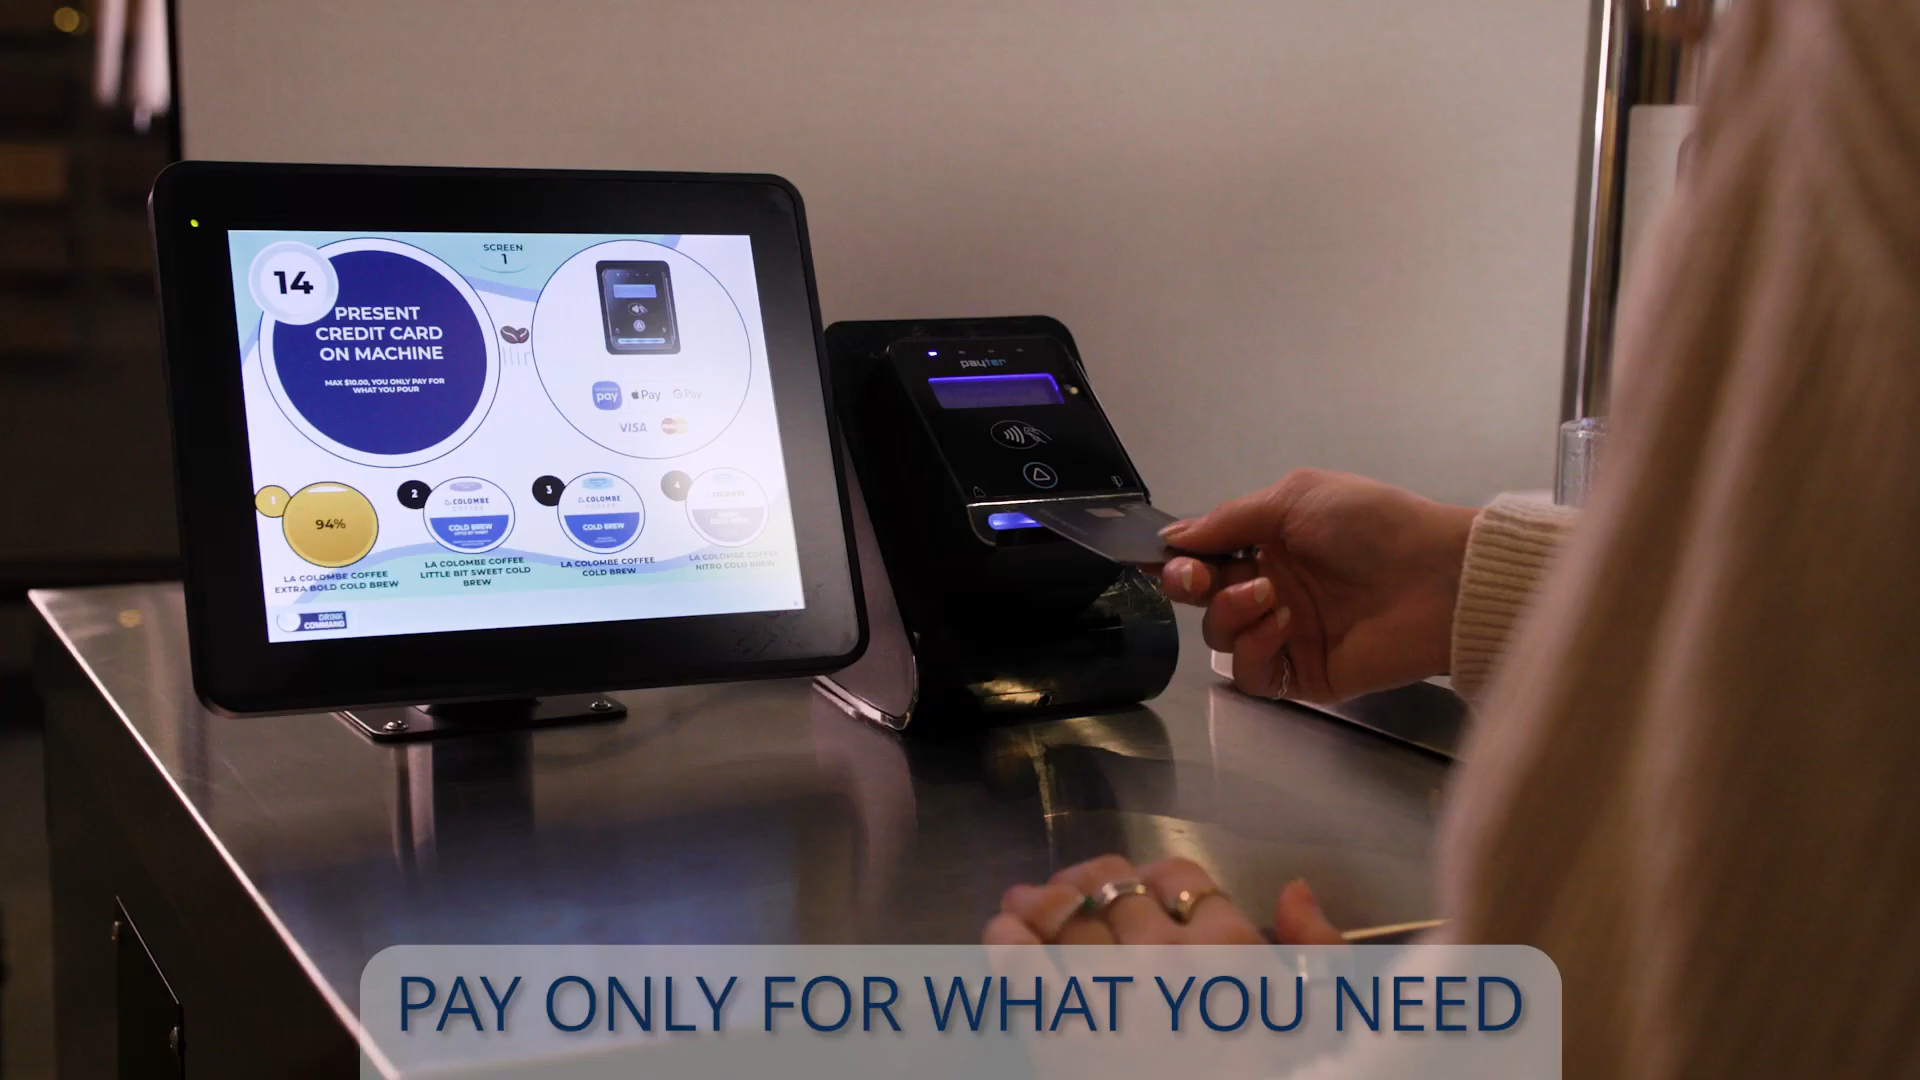 SCREEN
1
14
PRESENT
CREDIT CARD
ON MACHINE
MAX $10.00, YOU ONLY PAY FOR
WHAT YOU POUR
pay
Pay
G Pay
VISA
payter
1
94%
LA COLOMBE COFFEE
EXTRA BOLD COLD BREW
2
COLOMBE
COFFEE
COLD BREW
LA COLOMBE COFFEE
LITTLE BIT SWEET COLD
BREW
3
COLOMBE
COFFEE
COLD BREW
LA COLOMBE COFFEE
COLD BREW
4
LA COLOMBE COFFEE
NITRO COLD BREW
DRINK
COMMAND
PAY ONLY FOR WHAT YOU NEED